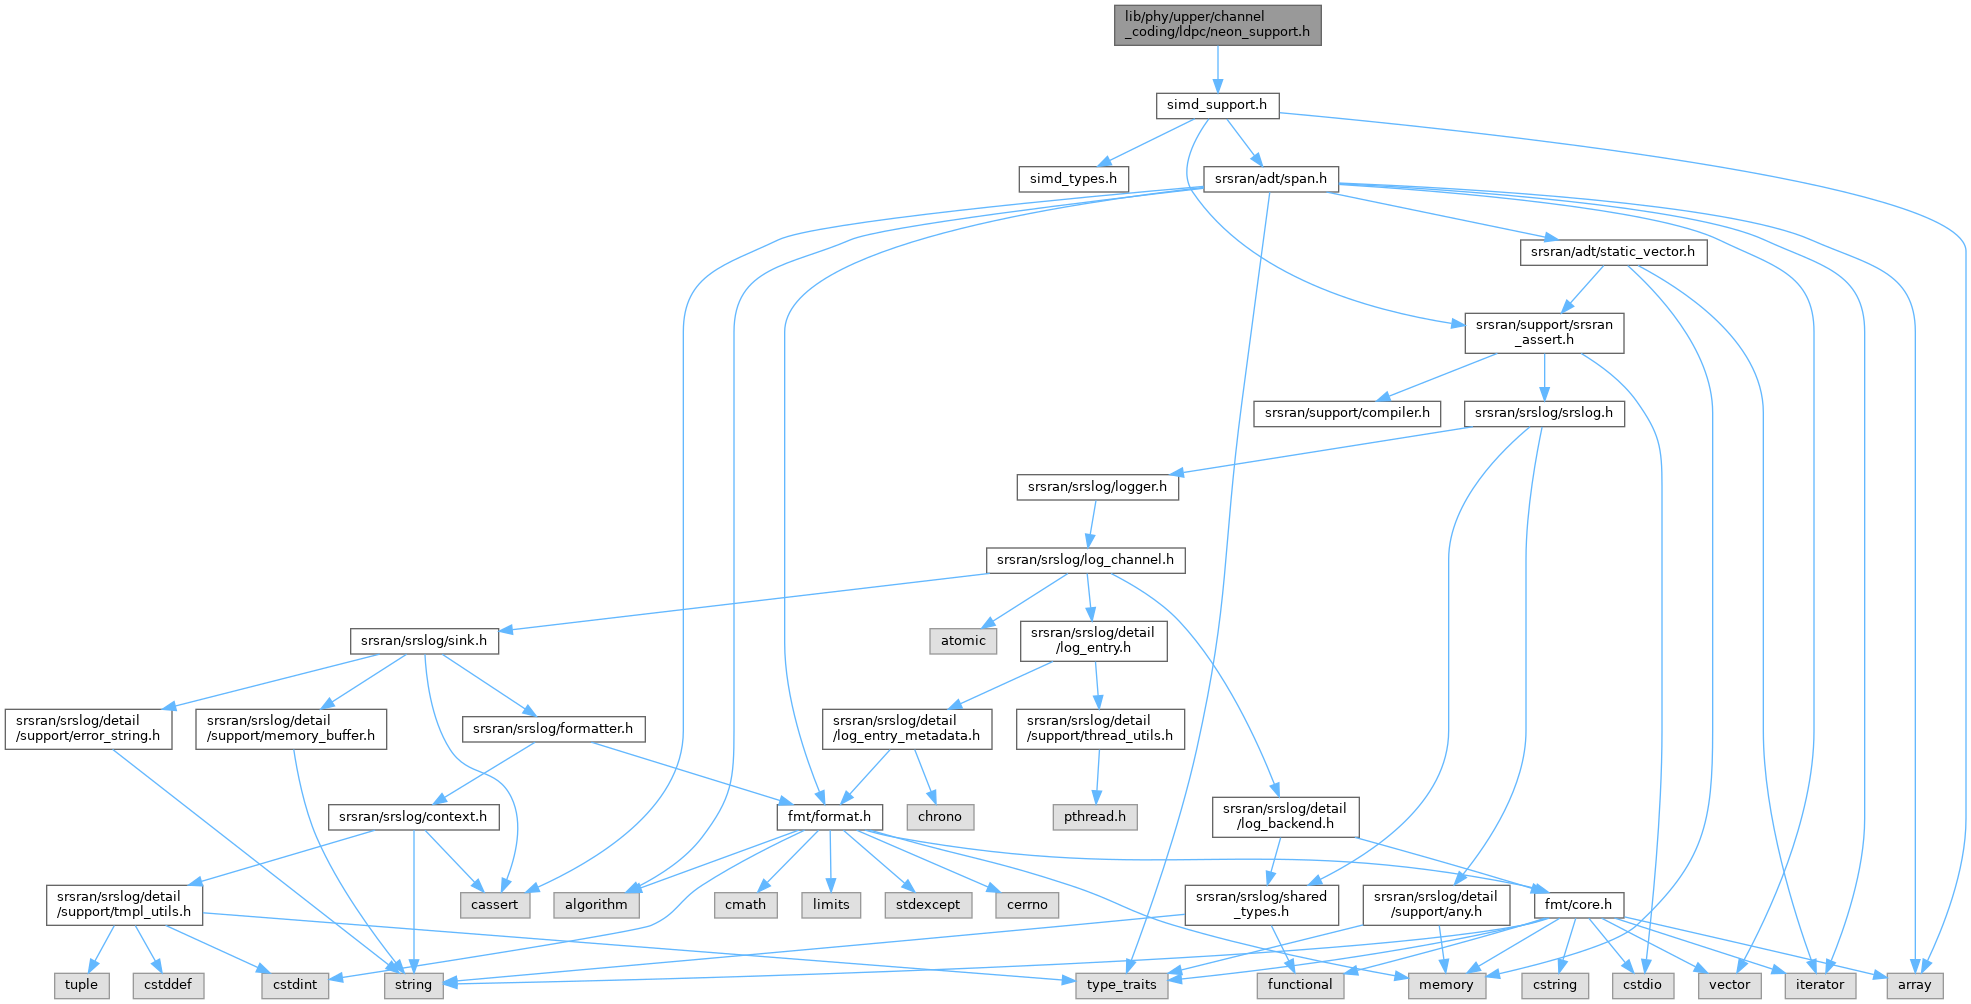 lib/phy/upper/channel
_coding/ldpc/neon_support.h
simd_support.h
simd_types.h
srsran/adt/span.h
srsran/adt/static_vector.h
srsran/support/srsran
_assert.h
srsran/support/compiler.h
srsran/srslog/srslog.h
srsran/srslog/logger.h
srsran/srslog/log_channel.h
srsran/srslog/sink.h
atomic
srsran/srslog/detail
/log_entry.h
srsran/srslog/detail
/support/error_string.h
srsran/srslog/detail
/support/memory_buffer.h
srsran/srslog/formatter.h
srsran/srslog/detail
/log_entry_metadata.h
srsran/srslog/detail
/support/thread_utils.h
srsran/srslog/context.h
fmt/format.h
chrono
pthread.h
srsran/srslog/detail
/log_backend.h
srsran/srslog/detail
/support/tmpl_utils.h
cassert
algorithm
cmath
limits
stdexcept
cerrno
srsran/srslog/shared
_types.h
srsran/srslog/detail
/support/any.h
fmt/core.h
tuple
cstddef
cstdint
string
type_traits
functional
memory
cstring
cstdio
vector
iterator
array